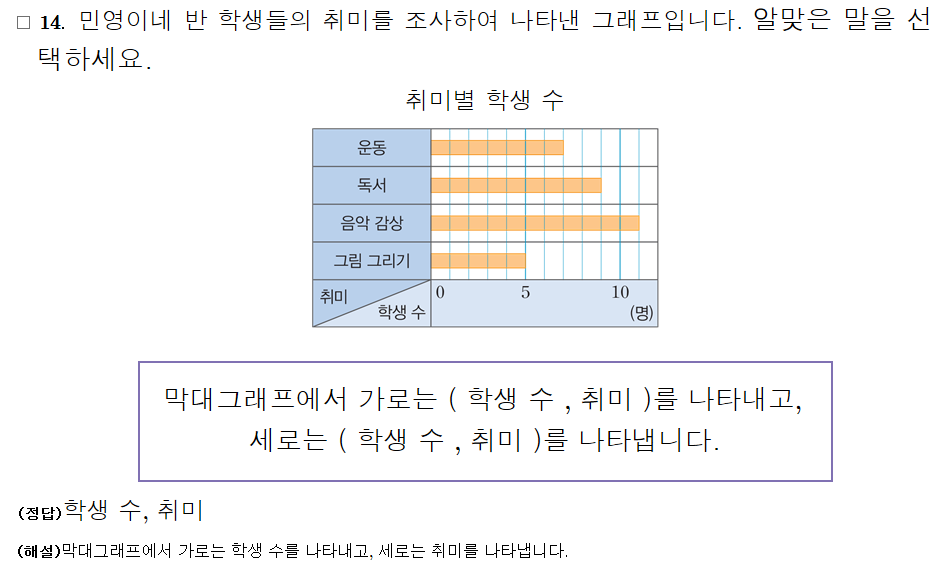 □ 14. 민영이네 반 학생들의 취미를 조사하여 나타낸 그래프입니다. 알맞은 말을 선
택하세요.
취미별 학생 수
운동
독서
음악 감상
그림 그리기
취미
학생 수
0 5 10
(명)
막대그래프에서 가로는 ( 학생 수 , 취미 )를 나타내고,
세로는 ( 학생 수 , 취미 )를 나타냅니다.
(정답)학생 수, 취미
(해설)막대그래프에서 가로는 학생 수를 나타내고, 세로는 취미를 나타냅니다.